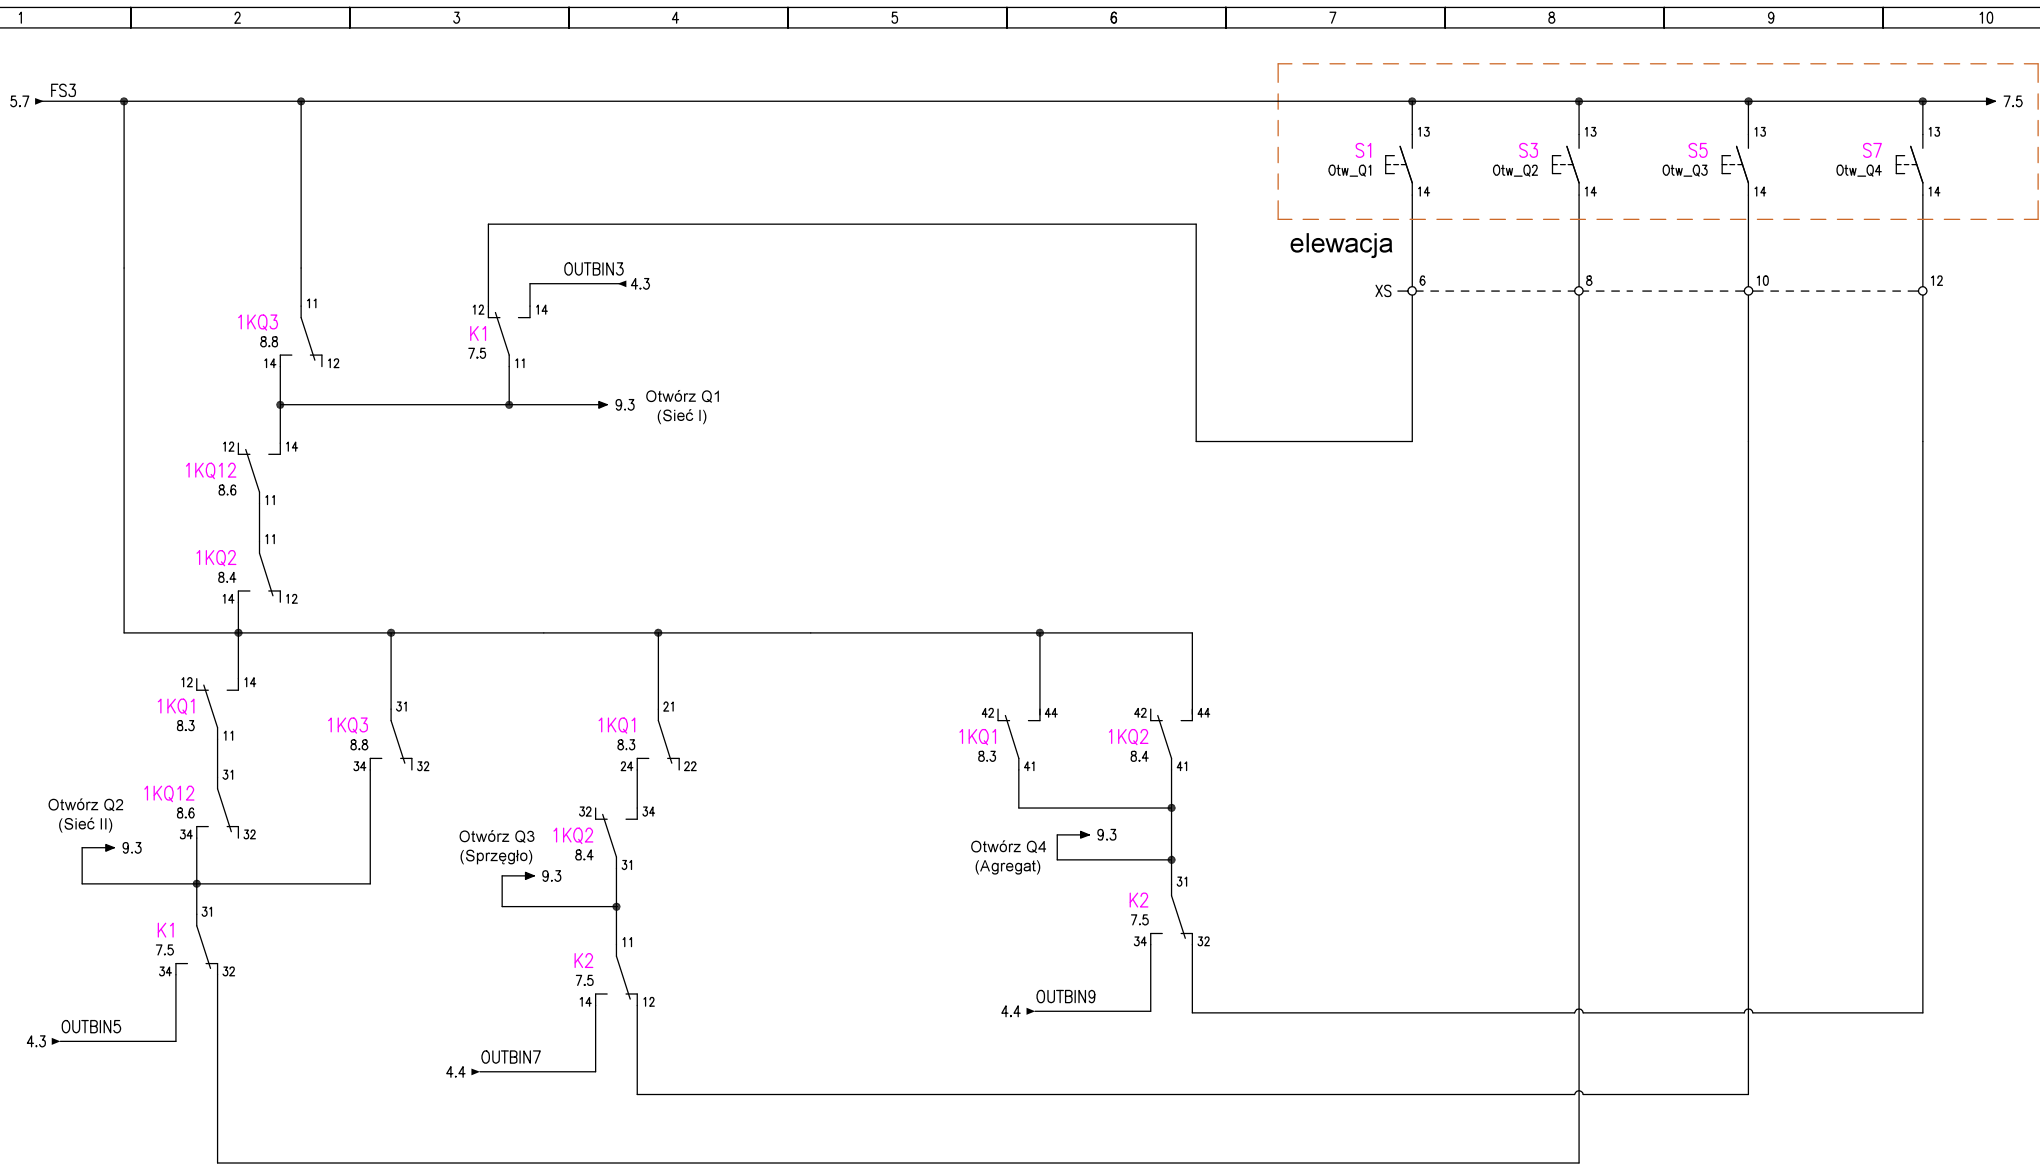 1 2 3 4 5 6 7 8 9 10
5.7 FS3 7.5
13 13 13 13
S1 S3 S5 S7
Otw_Q1 Otw_Q2 Otw_Q3 Otw_Q4
14 14 14 14
elewacja
XS 6 8 10 12
OUTBIN3
4.3
11
1KQ3
8.8
14 12
12 14
K1
7.5
11
9.3
Otwórz Q1
(Sieć I)
12 14
1KQ12
8.6
11
11
1KQ2
8.4
14 12
12 14
1KQ1
8.3
11
31
1KQ12
8.6
34 32
Otwórz Q2
(Sieć II)
9.3
31
K1
7.5
34 32
OUTBIN5
4.3
31
1KQ3
8.8
34 32
21
1KQ1
8.3
24 22
32 34
1KQ2
8.4
31
Otwórz Q3
(Sprzęgło)
9.3
11
K2
7.5
14 12
OUTBIN7
4.4
42 44
1KQ1
8.3
41
42 44
1KQ2
8.4
41
9.3
Otwórz Q4
(Agregat)
31
K2
7.5
34 32
OUTBIN9
4.4